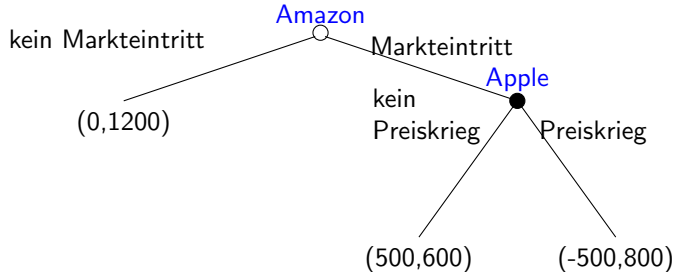 Amazon
kein Markteintritt
Markteintritt
Apple
kein
Preiskrieg
Preiskrieg
(0,1200)
(500,600)
(-500,800)